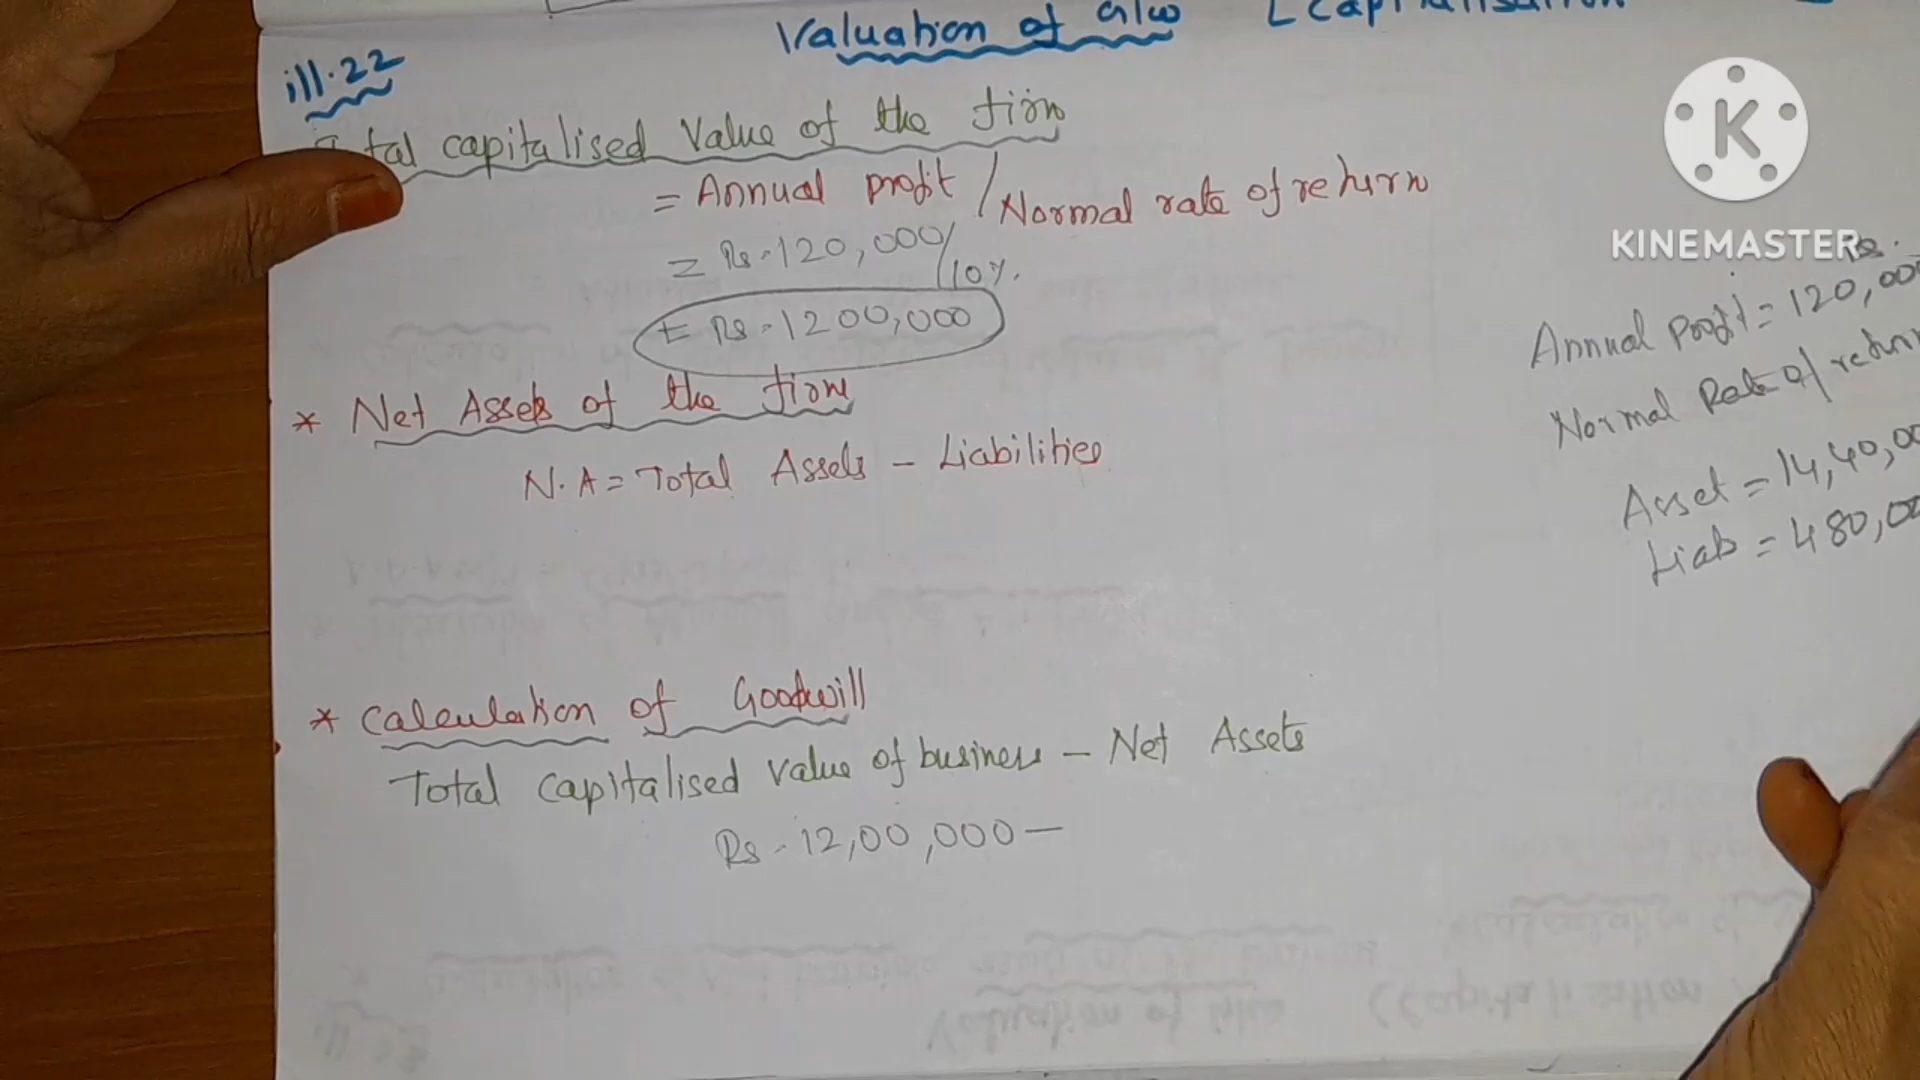 Valuation of G/w [Capitalisation
ill.22
Total capitalised Value of the firm
= Annual profit / Normal rate of return
= Rs.120,000/10%.
= Rs.1200,000
* Net Assets of the firm
N.A = Total Assets - Liabilities
* Calculation of Goodwill
Total capitalised value of business - Net Assets
Rs.12,00,000 -
KINEMASTER
Rs.
Annual profit = 120,00
Normal Rate of return
Asset = 14,40,00
Liab = 480,00